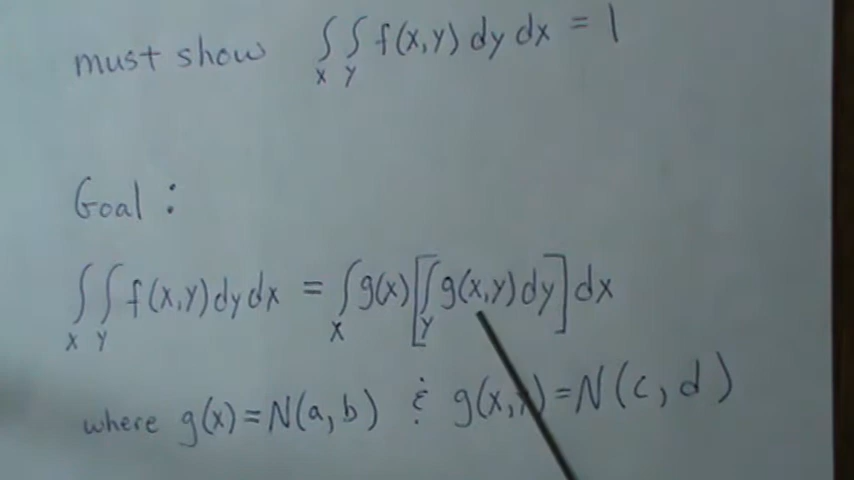 must show ∫∫ f(x,y) dy dx = 1
X Y
Goal :
∫∫ f(x,y) dy dx = ∫ g(x) [∫ g(x,y) dy] dx
X Y X Y
where g(x) = N(a, b) & g(x, ) = N(c, d)